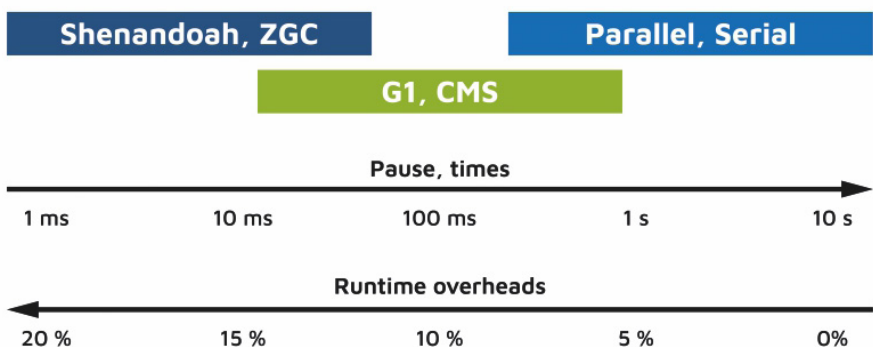 Shenandoah, ZGC
Parallel, Serial
G1, CMS
Pause, times
1 ms 10 ms 100 ms 1 s 10 s
Runtime overheads
20 % 15 % 10 % 5 % 0%